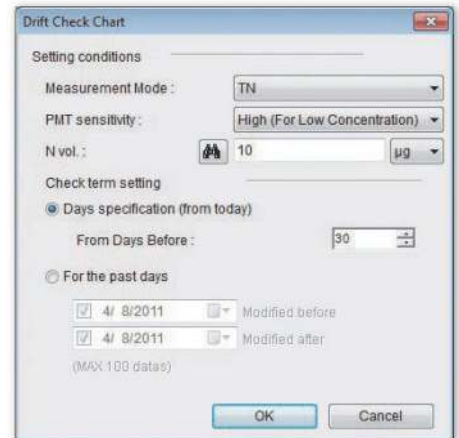 Drift Check Chart
Setting conditions
Measurement Mode : TN
PMT sensitivity : High (For Low Concentration)
N vol. : 10 µg
Check term setting
Days specification (from today)
From Days Before : 30
For the past days
4/ 8/2011 Modified before
4/ 8/2011 Modified after
(MAX 100 datas)
OK Cancel